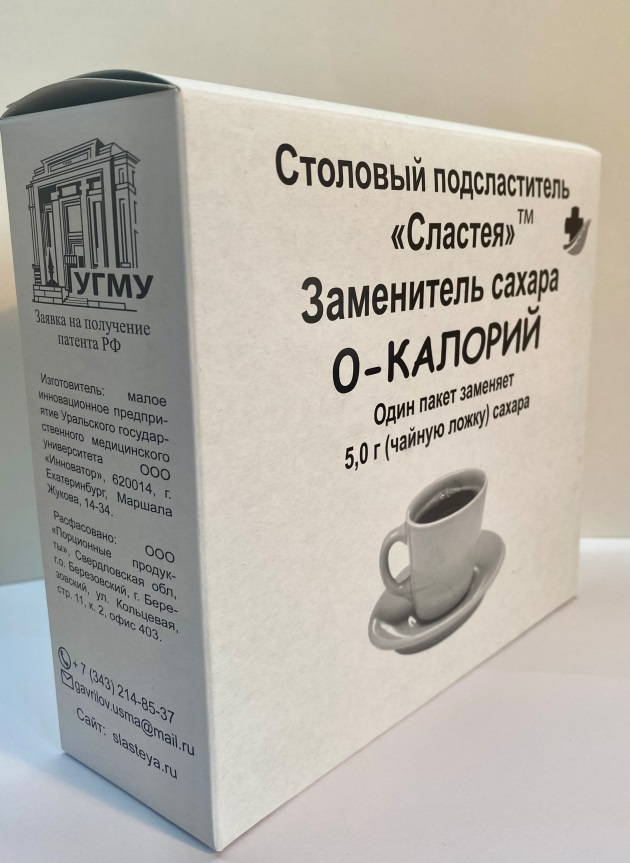 УГМУ
Заявка на получение
патента РФ
Изготовитель: малое
инновационное предпри-
ятие Уральского государ-
ственного медицинского
университета ООО
«Инноватор», 620014, г.
Екатеринбург, Маршала
Жукова, 14-34.
Расфасовано: ООО
«Порционные продук-
ты», Свердловская обл,
г.о. Березовский, г. Бере-
зовский, ул. Кольцевая,
стр. 11, к. 2, офис 403.
+ 7 (343) 214-85-37
gavrilov.usma@mail.ru
Сайт: slasteya.ru
Столовый подсластитель
«Сластея»™
Заменитель сахара
0-КАЛОРИЙ
Один пакет заменяет
5,0 г (чайную ложку) сахара